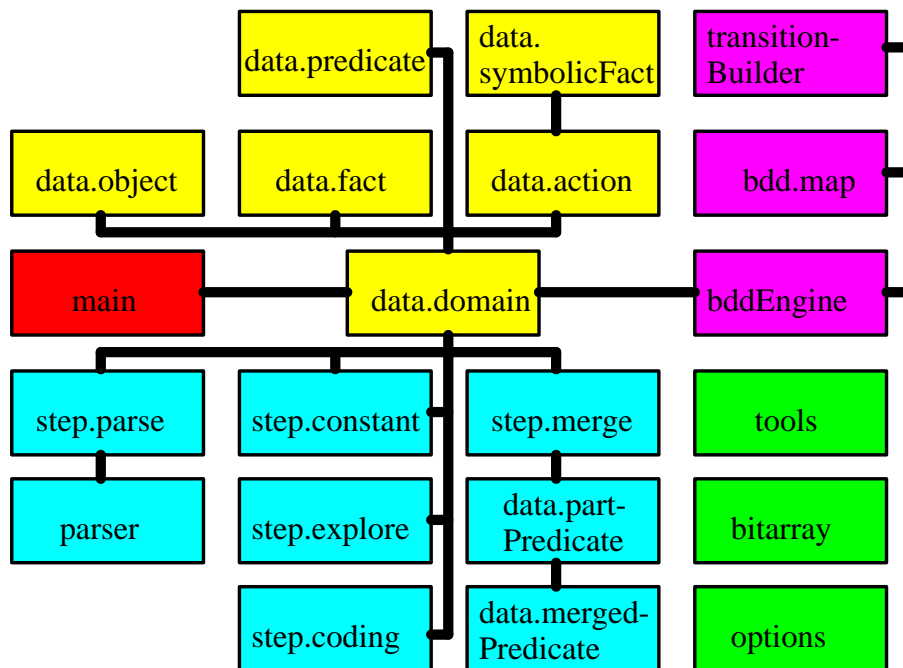 data.predicate
data.
symbolicFact
transition-
Builder
data.object
data.fact
data.action
bdd.map
main
data.domain
bddEngine
step.parse
step.constant
step.merge
tools
parser
step.explore
data.part-
Predicate
bitarray
step.coding
data.merged-
Predicate
options